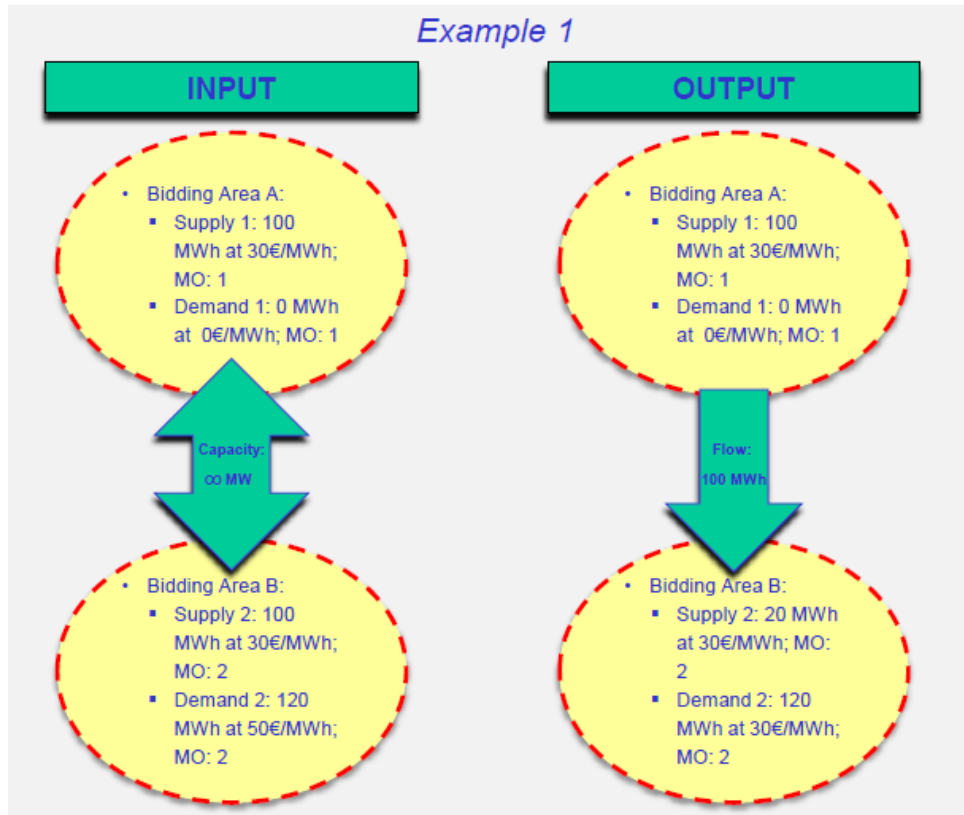 Example 1
INPUT
• Bidding Area A:
▪ Supply 1: 100
MWh at 30€/MWh;
MO: 1
▪ Demand 1: 0 MWh
at 0€/MWh; MO: 1
Capacity:
∞ MW
• Bidding Area B:
▪ Supply 2: 100
MWh at 30€/MWh;
MO: 2
▪ Demand 2: 120
MWh at 50€/MWh;
MO: 2
OUTPUT
• Bidding Area A:
▪ Supply 1: 100
MWh at 30€/MWh;
MO: 1
▪ Demand 1: 0 MWh
at 0€/MWh; MO: 1
Flow:
100 MWh
• Bidding Area B:
▪ Supply 2: 20 MWh
at 30€/MWh; MO:
2
▪ Demand 2: 120
MWh at 30€/MWh;
MO: 2